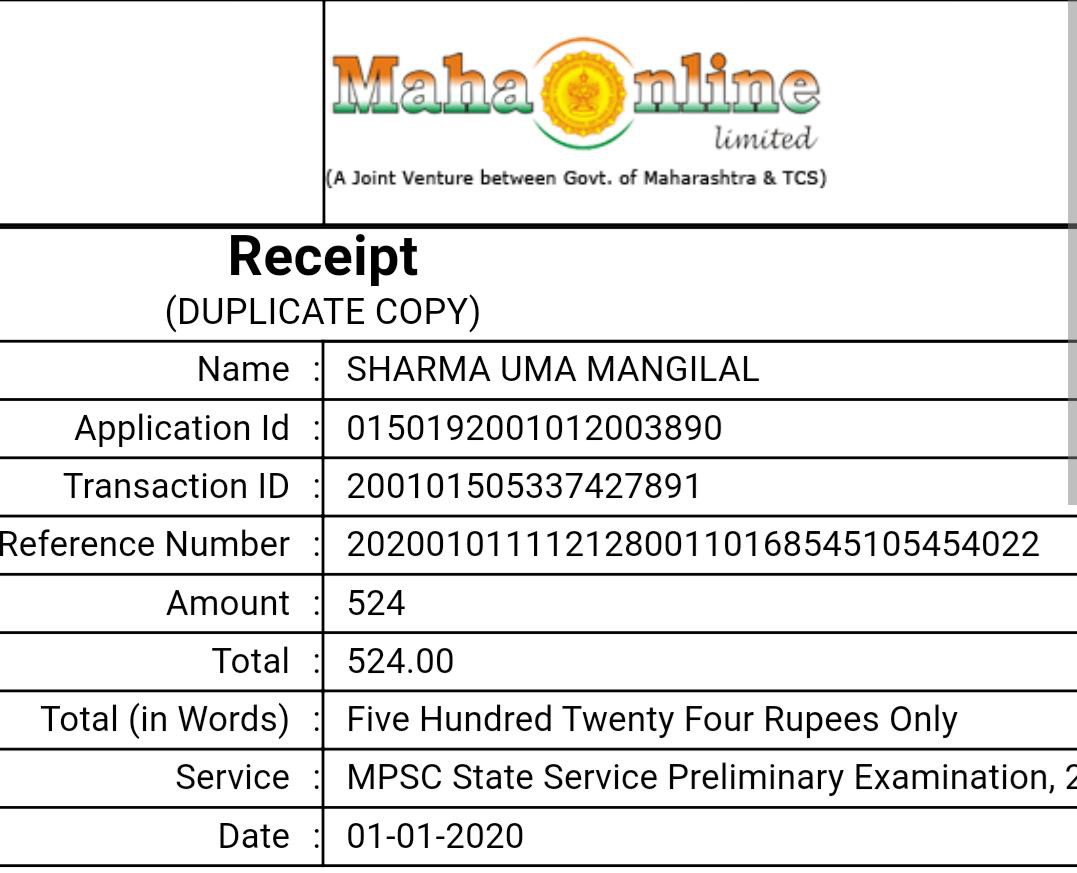 Maha Online
limited
(A Joint Venture between Govt. of Maharashtra & TCS)
Receipt
(DUPLICATE COPY)
Name : SHARMA UMA MANGILAL
Application Id : 0150192001012003890
Transaction ID : 200101505337427891
Reference Number : 20200101111212800110168545105454022
Amount : 524
Total : 524.00
Total (in Words) : Five Hundred Twenty Four Rupees Only
Service : MPSC State Service Preliminary Examination, 2
Date : 01-01-2020